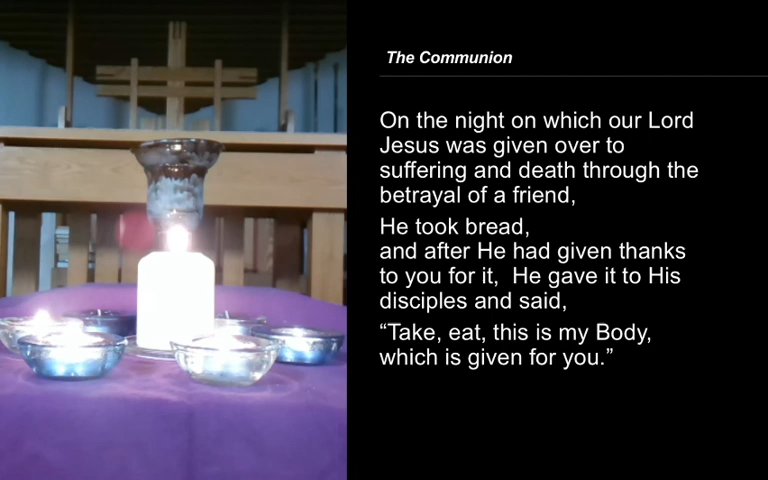 The Communion
On the night on which our Lord
Jesus was given over to
suffering and death through the
betrayal of a friend,
He took bread,
and after He had given thanks
to you for it,  He gave it to His
disciples and said,
“Take, eat, this is my Body,
which is given for you.”